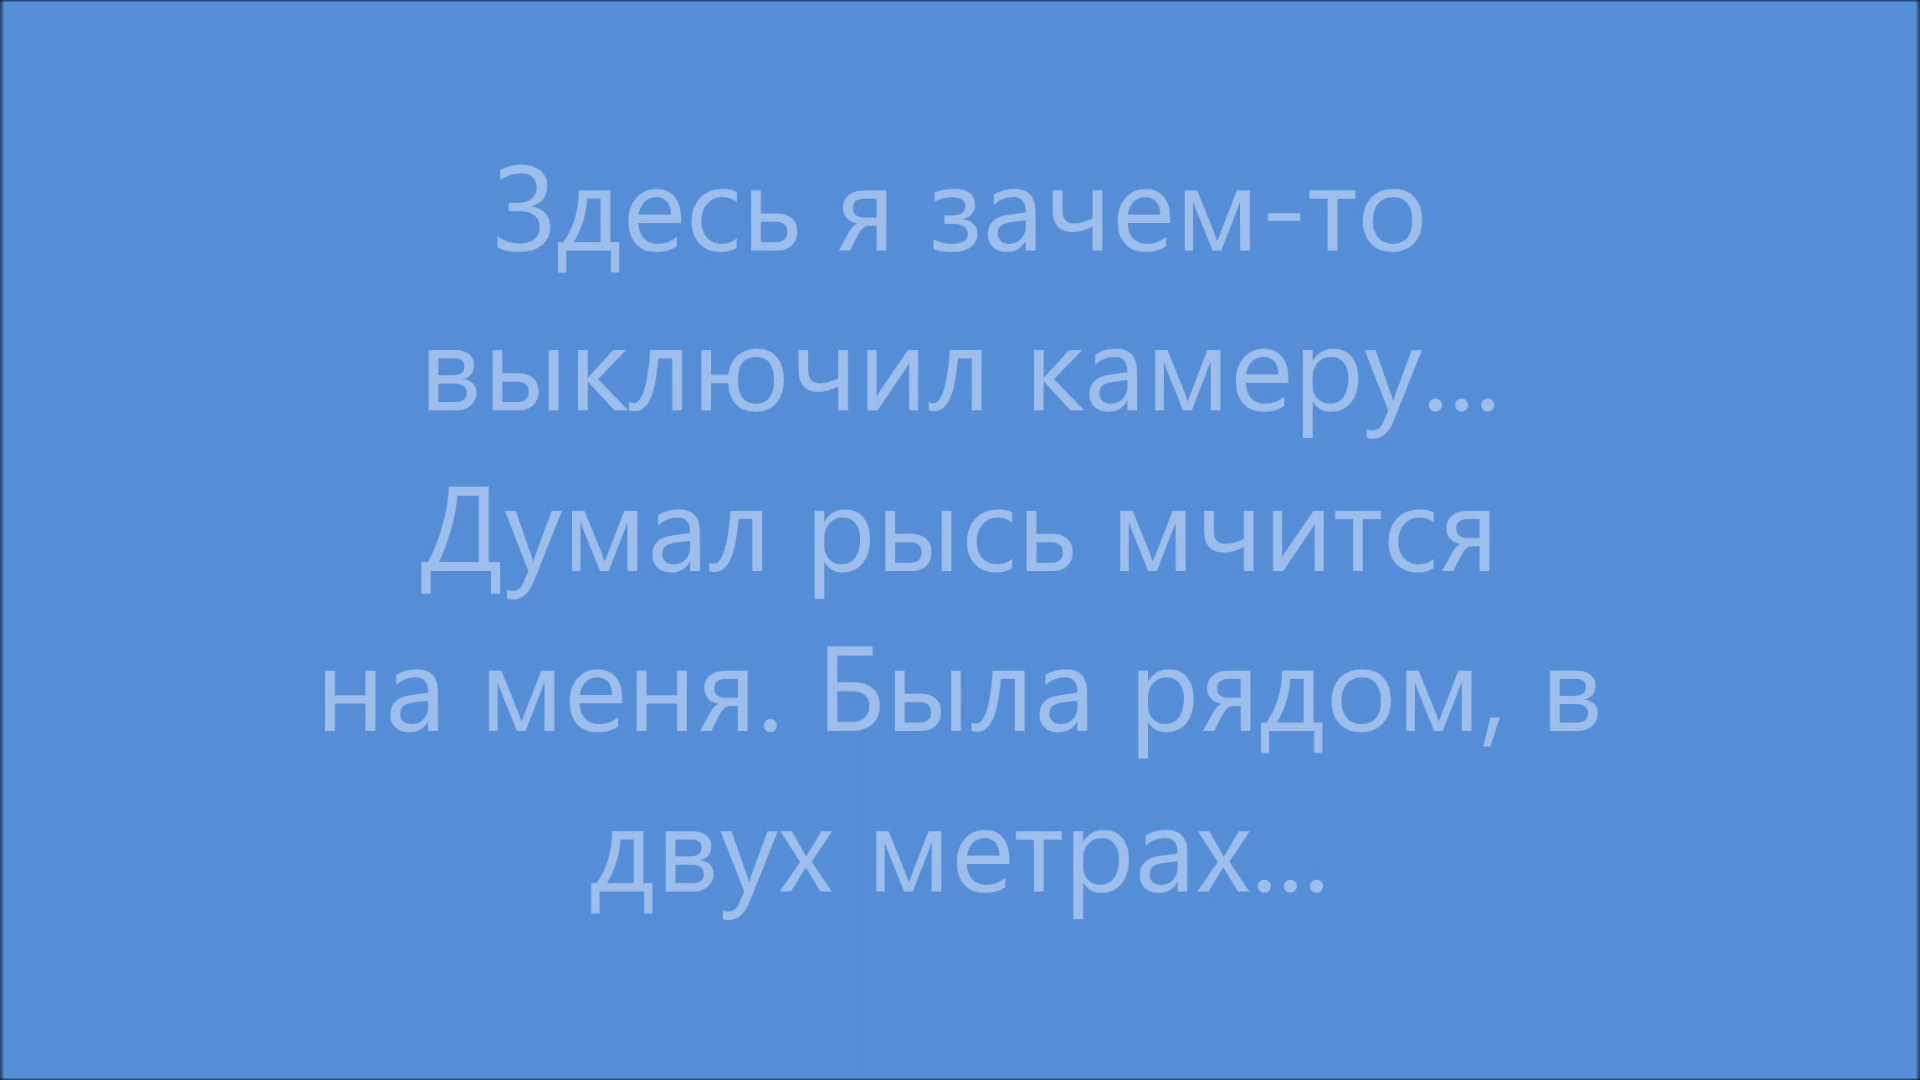 Здесь я зачем-то
выключил камеру...
Думал рысь мчится
на меня. Была рядом, в
двух метрах...